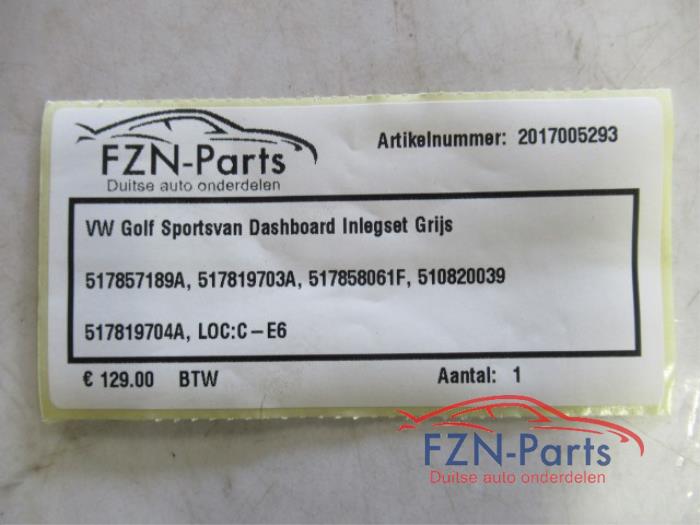 FZN-Parts
Duitse auto onderdelen
Artikelnummer: 2017005293
VW Golf Sportsvan Dashboard Inlegset Grijs
517857189A, 517819703A, 517858061F, 510820039
517819704A, LOC:C-E6
€ 129.00 BTW
Aantal: 1
FZN-Parts
Duitse auto onderdelen